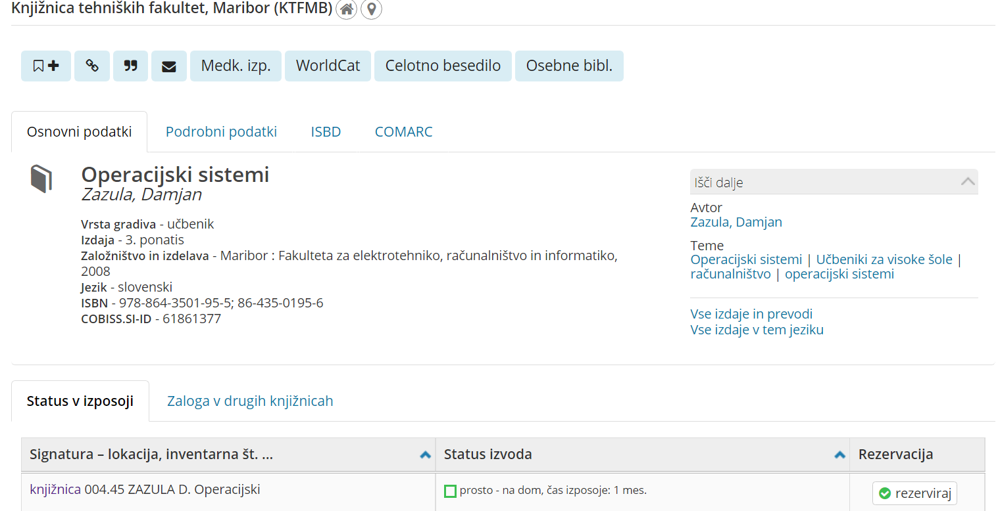 Knjižnica tehniških fakultet, Maribor (KTFMB)
Medk. izp. WorldCat Celotno besedilo Osebne bibl.
Osnovni podatki Podrobni podatki ISBD COMARC
Operacijski sistemi
Zazula, Damjan
Vrsta gradiva - učbenik
Izdaja - 3. ponatis
Založništvo in izdelava - Maribor : Fakulteta za elektrotehniko, računalništvo in informatiko,
2008
Jezik - slovenski
ISBN - 978-864-3501-95-5; 86-435-0195-6
COBISS.SI-ID - 61861377
Išči dalje
Avtor
Zazula, Damjan
Teme
Operacijski sistemi | Učbeniki za visoke šole |
računalništvo | operacijski sistemi
Vse izdaje in prevodi
Vse izdaje v tem jeziku
Status v izposoji Zaloga v drugih knjižnicah
Signatura – lokacija, inventarna št. ... Status izvoda Rezervacija
knjižnica 004.45 ZAZULA D. Operacijski prosto - na dom, čas izposoje: 1 mes. rezerviraj